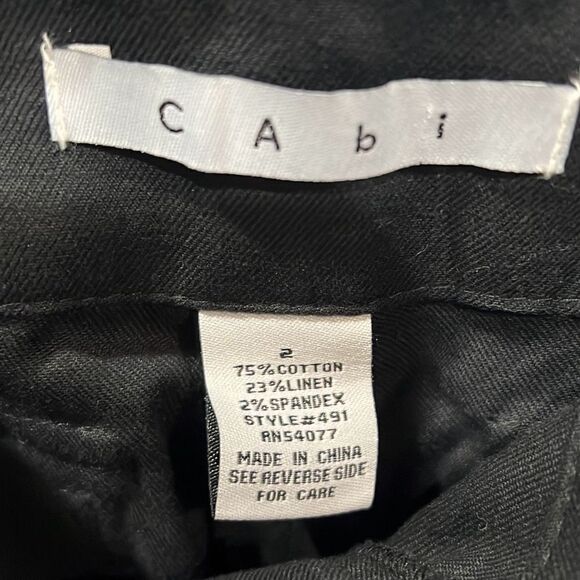 CAbi
2
75%COTTON
23%LINEN
2%SPANDEX
STYLE#491
RN54077
MADE IN CHINA
SEE REVERSE SIDE
FOR CARE